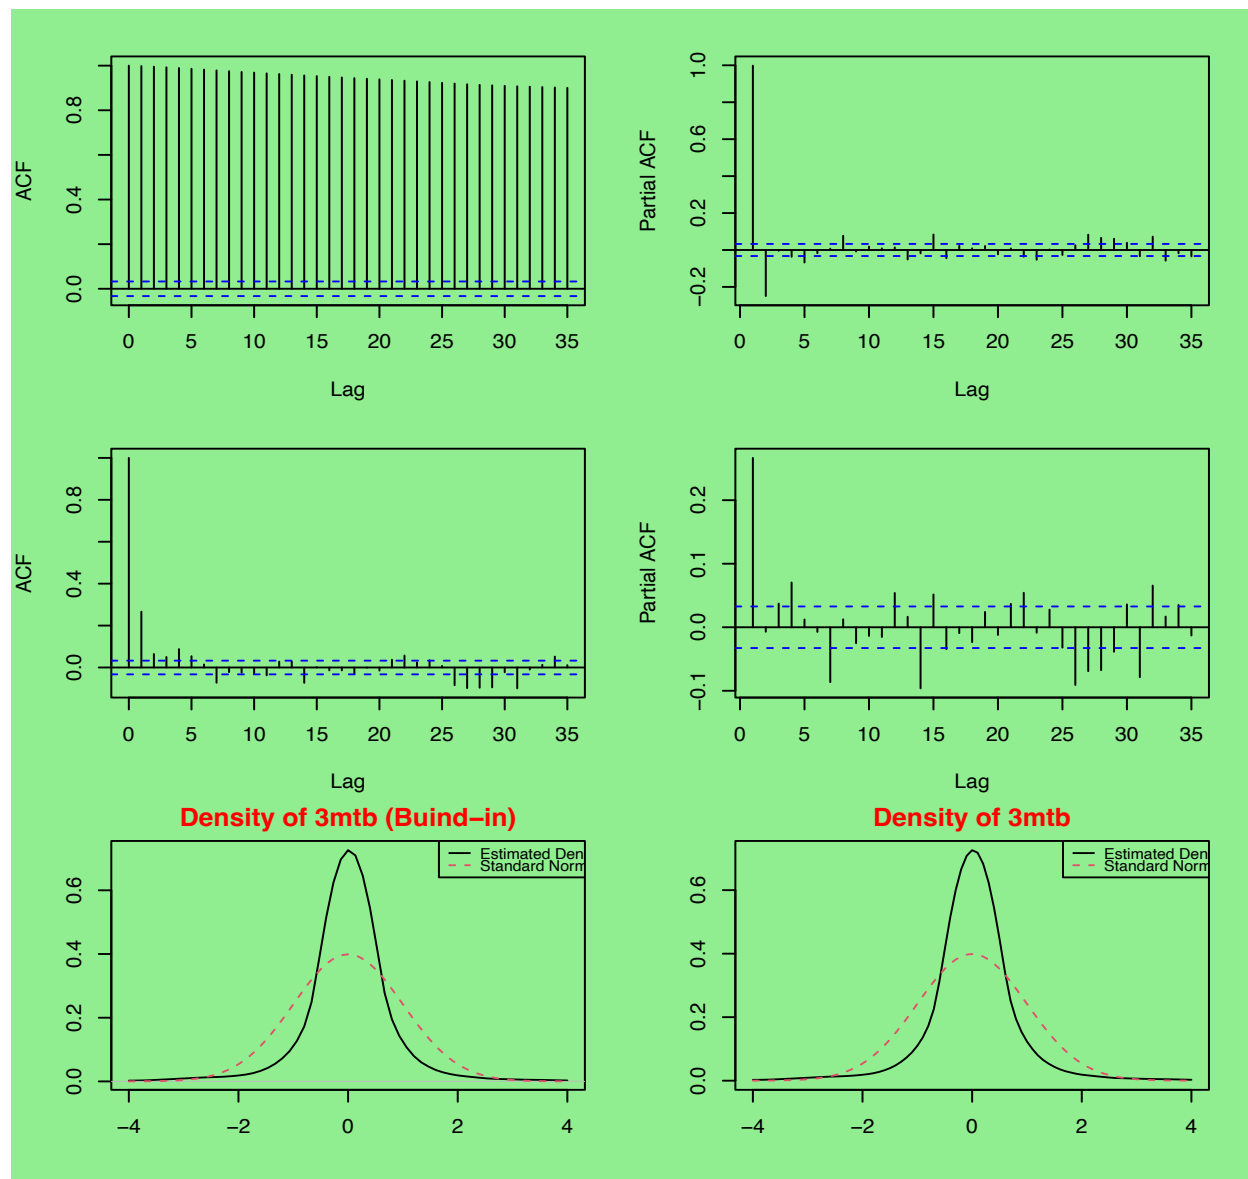 ACF
0.0 0.4 0.8
0 5 10 15 20 25 30 35
Lag
Partial ACF
−0.2 0.2 0.6 1.0
0 5 10 15 20 25 30 35
Lag
ACF
0.0 0.4 0.8
0 5 10 15 20 25 30 35
Lag
Partial ACF
−0.1 0.0 0.1 0.2
0 5 10 15 20 25 30 35
Lag
Density of 3mtb (Buind−in)
0.0 0.2 0.4 0.6
−4 −2 0 2 4
Estimated Den
Standard Norm
Density of 3mtb
0.0 0.2 0.4 0.6
−4 −2 0 2 4
Estimated Den
Standard Norm